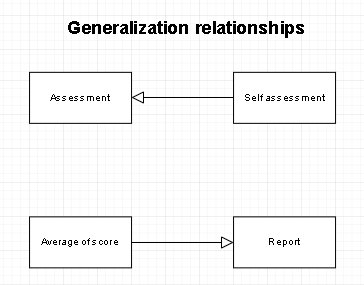 Generalization relationships
Assessment
Self assessment
Average of score
Report